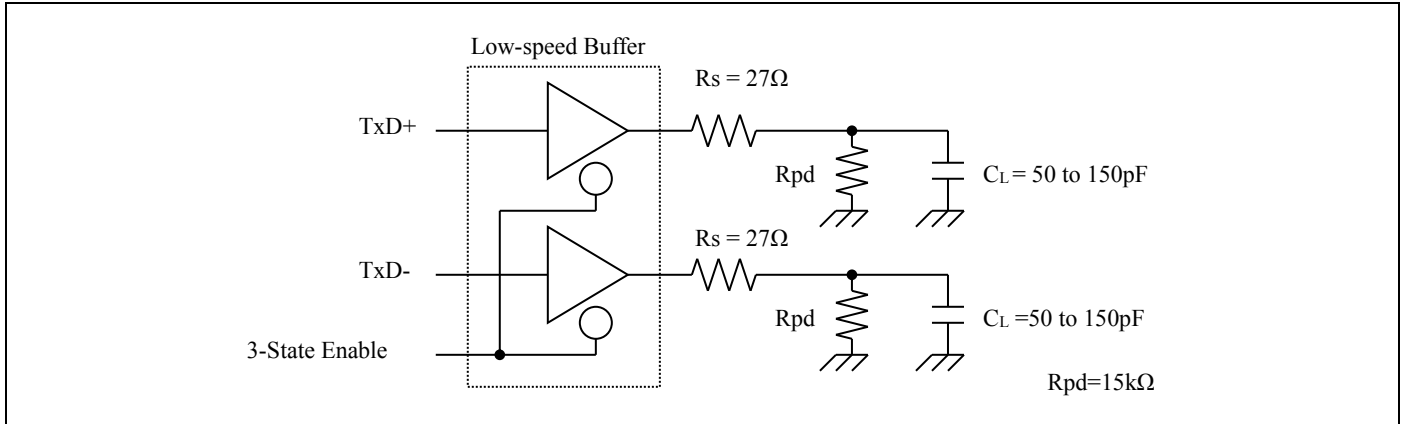 Low-speed Buffer
Rs = 27Ω
TxD+
Rpd
CL = 50 to 150pF
Rs = 27Ω
TxD-
Rpd
CL =50 to 150pF
3-State Enable
Rpd=15kΩ